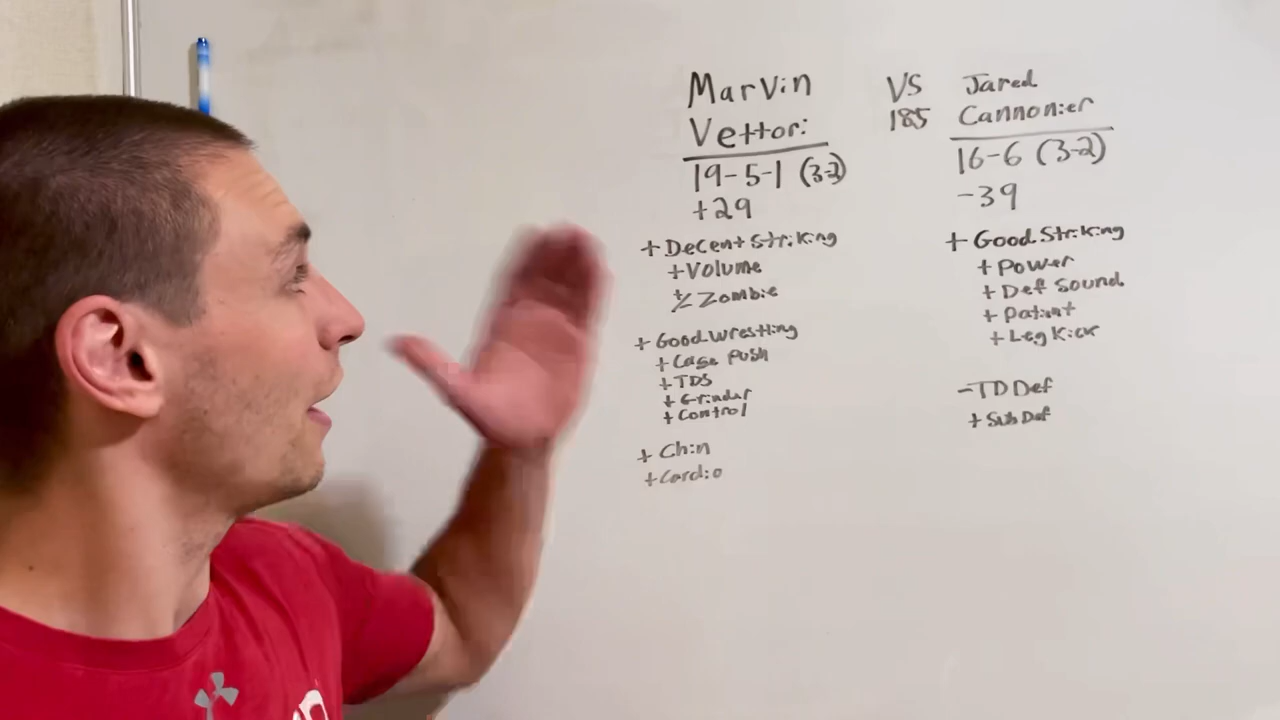 Marvin
Vettori
19-5-1 (3-2)
+29
+ Decent Striking
+ Volume
+/- Zombie
+ Good Wrestling
+ Cage Push
+ TDS
+ Grinder
+ Control
+ Chin
+ Cardio
VS
185
Jared
Cannonier
16-6 (3-2)
-39
+ Good Striking
+ Power
+ Def Sound
+ Patient
+ Leg Kick
- TD Def
+ Sub Def